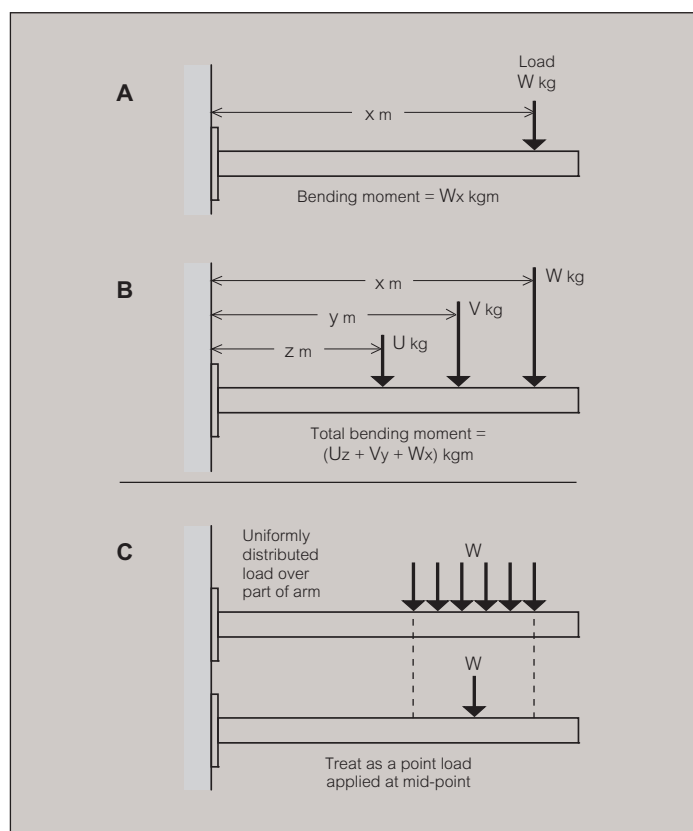 A
Load
W kg
x m
Bending moment = Wx kgm
B
x m
W kg
y m
V kg
z m
U kg
Total bending moment =
(Uz + Vy + Wx) kgm
C
Uniformly
distributed
load over
part of arm
W
W
Treat as a point load
applied at mid-point